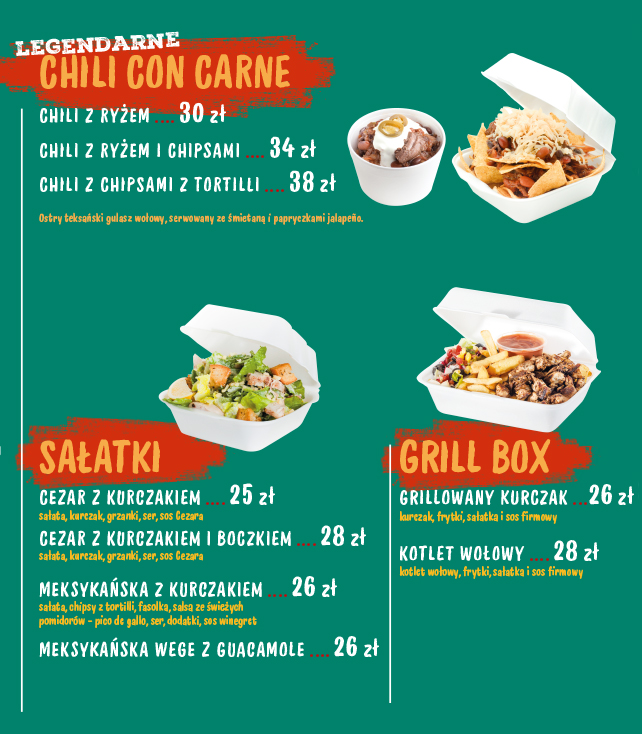 LEGENDARNE
CHILI CON CARNE
CHILI Z RYŻEM .... 30 zł
CHILI Z RYŻEM I CHIPSAMI .... 34 zł
CHILI Z CHIPSAMI Z TORTILLI .... 38 zł
Ostry teksański gulasz wołowy, serwowany ze śmietaną i papryczkami jalapeño.
SAŁATKI
CEZAR Z KURCZAKIEM .... 25 zł
sałata, kurczak, grzanki, ser, sos Cezara
CEZAR Z KURCZAKIEM I BOCZKIEM .... 28 zł
sałata, kurczak, grzanki, ser, sos Cezara
MEKSYKAŃSKA Z KURCZAKIEM .... 26 zł
sałata, chipsy z tortilli, fasolka, salsa ze świeżych
pomidorów - pico de gallo, ser, dodatki, sos winegret
MEKSYKAŃSKA WEGE Z GUACAMOLE .... 26 zł
GRILL BOX
GRILLOWANY KURCZAK ...26 zł
kurczak, frytki, sałatka i sos firmowy
KOTLET WOŁOWY .... 28 zł
kotlet wołowy, frytki, sałatka i sos firmowy